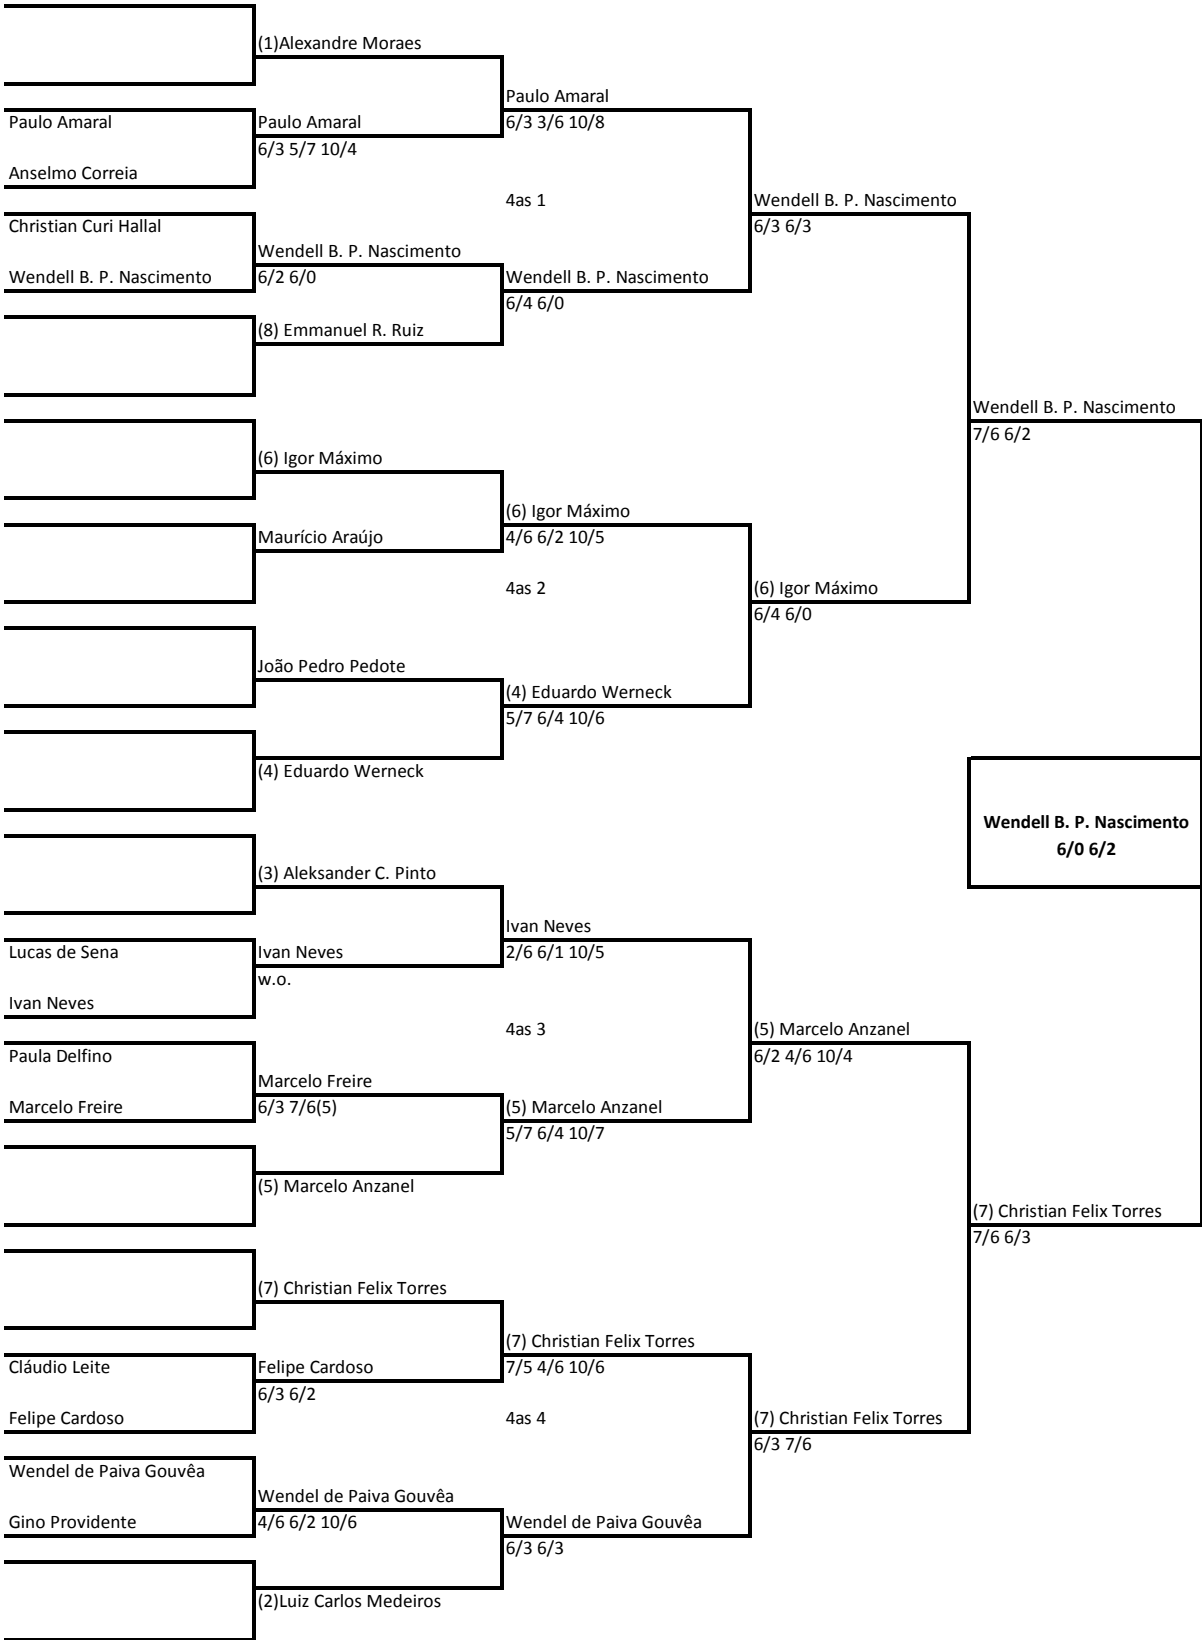 (1)Alexandre Moraes
Paulo Amaral
Paulo Amaral
Paulo Amaral
6/3 3/6 10/8
6/3 5/7 10/4
Anselmo Correia
4as 1
Wendell B. P. Nascimento
Christian Curi Hallal
6/3 6/3
Wendell B. P. Nascimento
Wendell B. P. Nascimento
6/2 6/0
Wendell B. P. Nascimento
6/4 6/0
(8) Emmanuel R. Ruiz
Wendell B. P. Nascimento
7/6 6/2
(6) Igor Máximo
(6) Igor Máximo
Maurício Araújo
4/6 6/2 10/5
4as 2
(6) Igor Máximo
6/4 6/0
João Pedro Pedote
(4) Eduardo Werneck
5/7 6/4 10/6
(4) Eduardo Werneck
Wendell B. P. Nascimento
6/0 6/2
(3) Aleksander C. Pinto
Ivan Neves
Lucas de Sena
Ivan Neves
2/6 6/1 10/5
w.o.
Ivan Neves
4as 3
(5) Marcelo Anzanel
Paula Delfino
6/2 4/6 10/4
Marcelo Freire
Marcelo Freire
6/3 7/6(5)
(5) Marcelo Anzanel
5/7 6/4 10/7
(5) Marcelo Anzanel
(7) Christian Felix Torres
7/6 6/3
(7) Christian Felix Torres
(7) Christian Felix Torres
Cláudio Leite
Felipe Cardoso
7/5 4/6 10/6
6/3 6/2
Felipe Cardoso
4as 4
(7) Christian Felix Torres
6/3 7/6
Wendel de Paiva Gouvêa
Wendel de Paiva Gouvêa
Gino Providente
4/6 6/2 10/6
Wendel de Paiva Gouvêa
6/3 6/3
(2)Luiz Carlos Medeiros